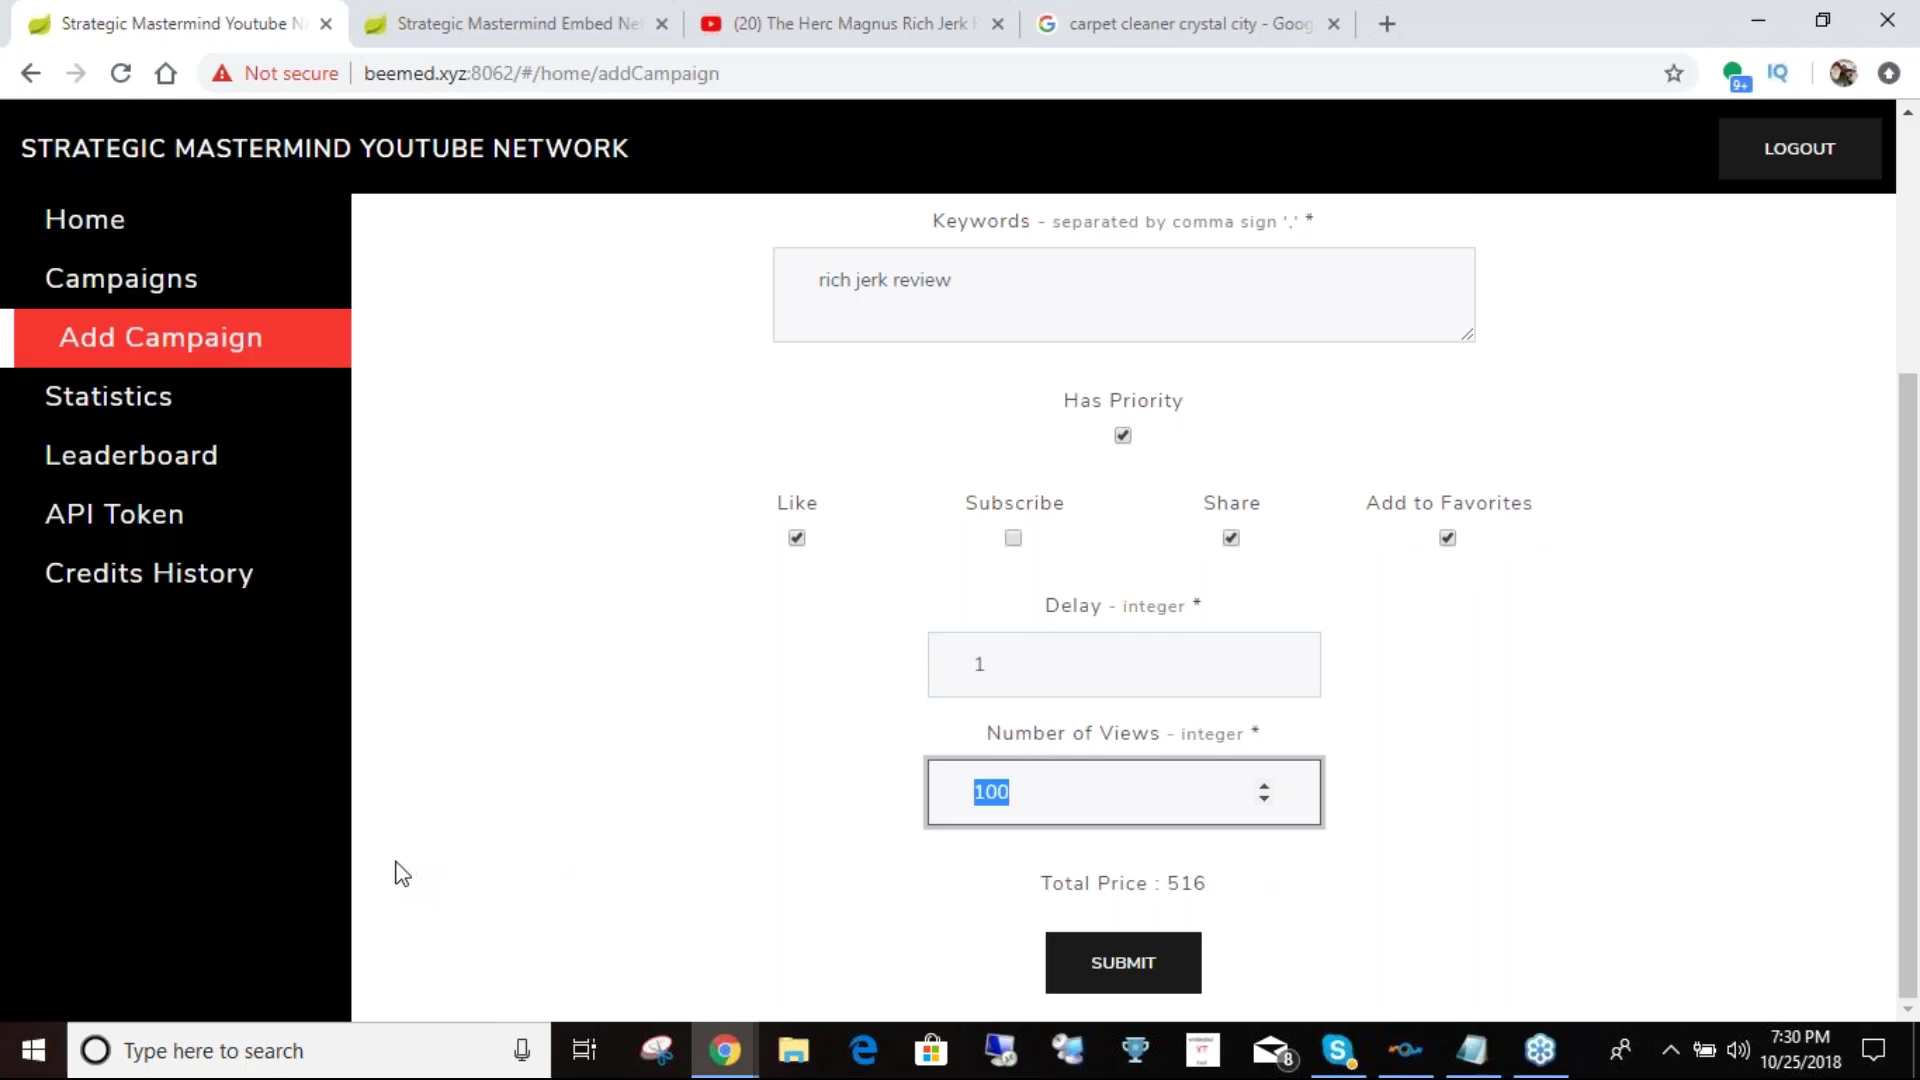 Strategic Mastermind Youtube N
Strategic Mastermind Embed Ne
(20) The Herc Magnus Rich Jerk
carpet cleaner crystal city - Goog
Not secure
beemed.xyz:8062/#/home/addCampaign
9+
IQ
STRATEGIC MASTERMIND YOUTUBE NETWORK
LOGOUT
Home
Campaigns
Add Campaign
Statistics
Leaderboard
API Token
Credits History
Keywords - separated by comma sign ',' *
rich jerk review
Has Priority
Like
Subscribe
Share
Add to Favorites
Delay - integer *
1
Number of Views - integer *
100
Total Price : 516
SUBMIT
Type here to search
YT
8
7:30 PM
10/25/2018